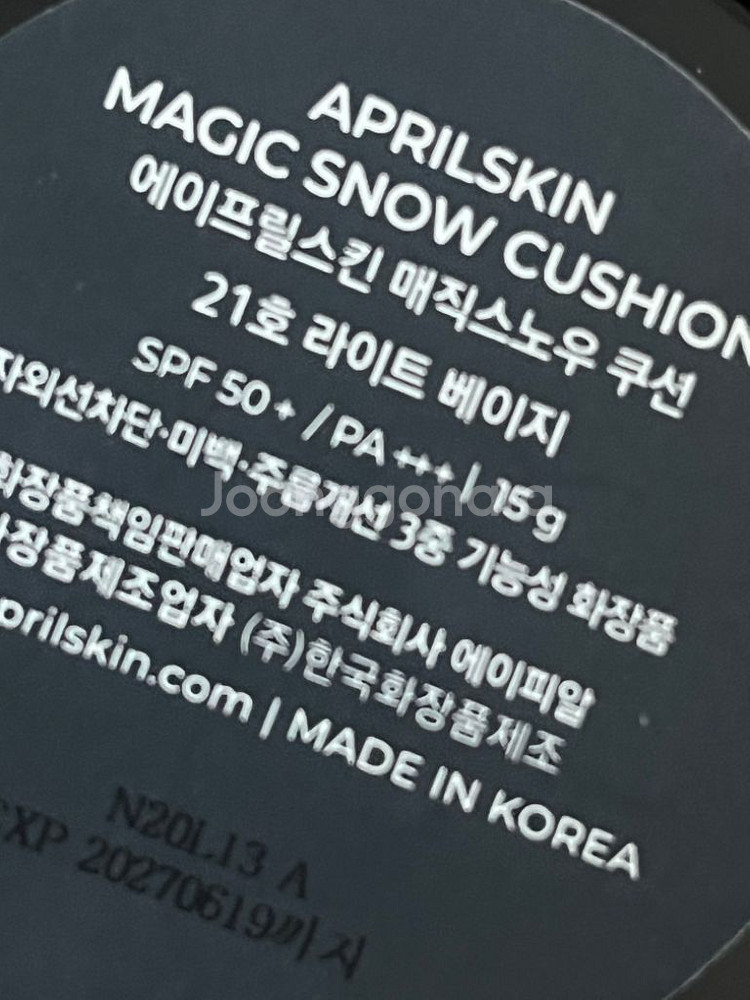 APRILSKIN
MAGIC SNOW CUSHION
에이프릴스킨 매직스노우 쿠션
21호 라이트 베이지
SPF 50+ / PA +++ / 15 g
자외선차단·미백·주름개선 3중 기능성 화장품
화장품책임판매업자 주식회사 에이피알
화장품제조업자 (주)한국화장품제조
prilskin.com | MADE IN KOREA
N20L13 A
EXP 20270619까지
Joonggonara